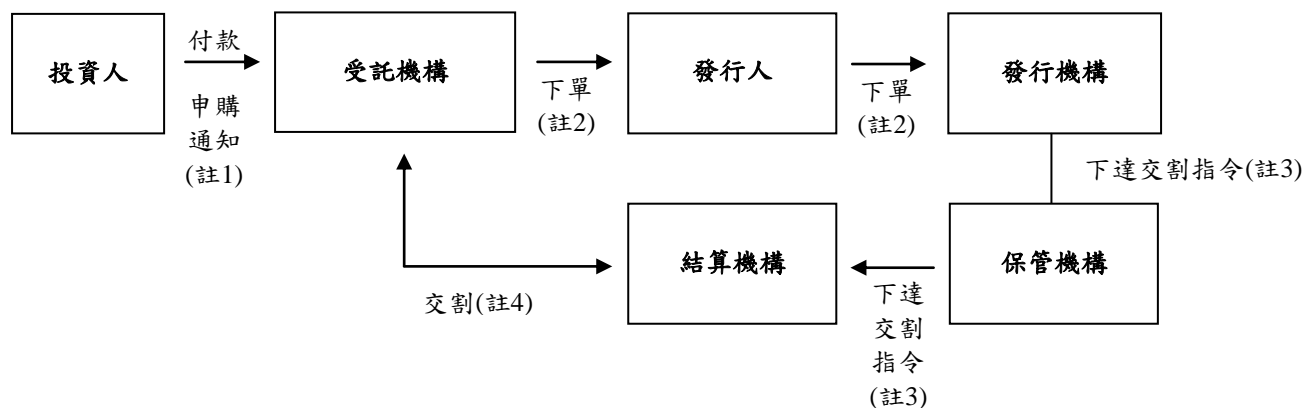 投資人
付款
申購
通知
(註1)
受託機構
下單
(註2)
發行人
下單
(註2)
發行機構
下達交割指令(註3)
結算機構
保管機構
交割(註4)
下達
交割
指令
(註3)